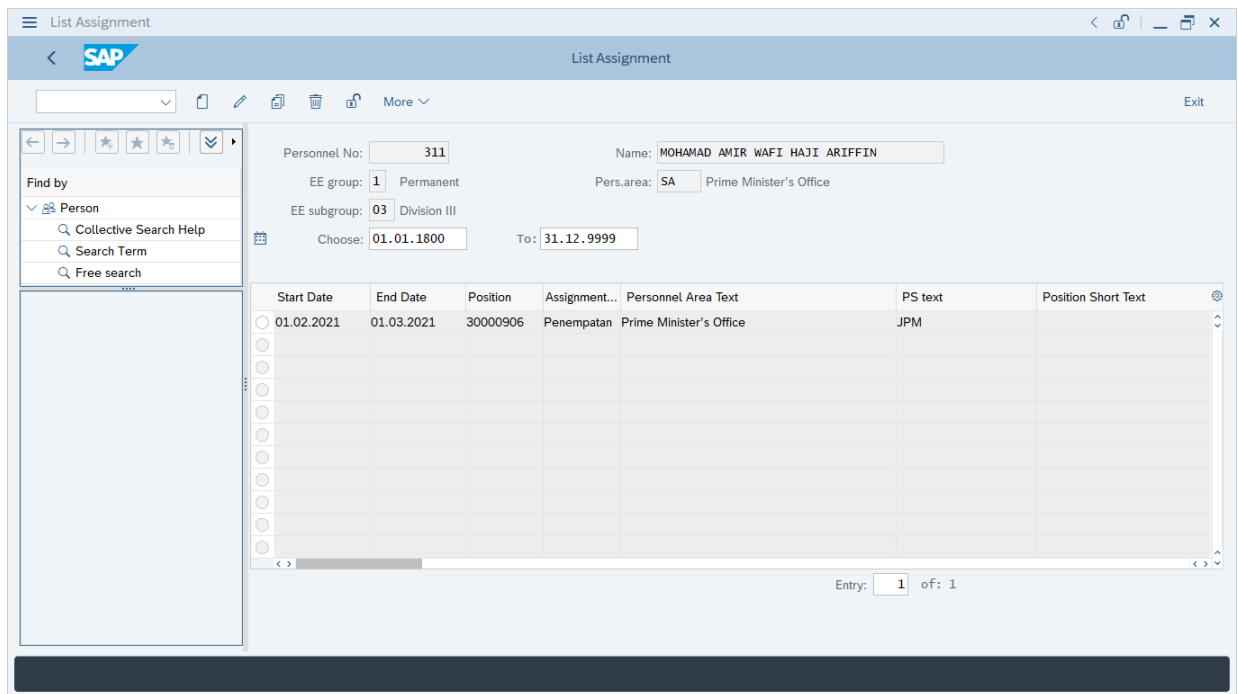 List Assignment
SAP
List Assignment
More
Exit
Find by
Person
Collective Search Help
Search Term
Free search
Personnel No: 311 Name: MOHAMAD AMIR WAFI HAJI ARIFFIN
EE group: 1 Permanent Pers.area: SA Prime Minister's Office
EE subgroup: 03 Division III
Choose: 01.01.1800 To: 31.12.9999
Start Date End Date Position Assignment... Personnel Area Text PS text Position Short Text
01.02.2021 01.03.2021 30000906 Penempatan Prime Minister's Office JPM
Entry: 1 of: 1